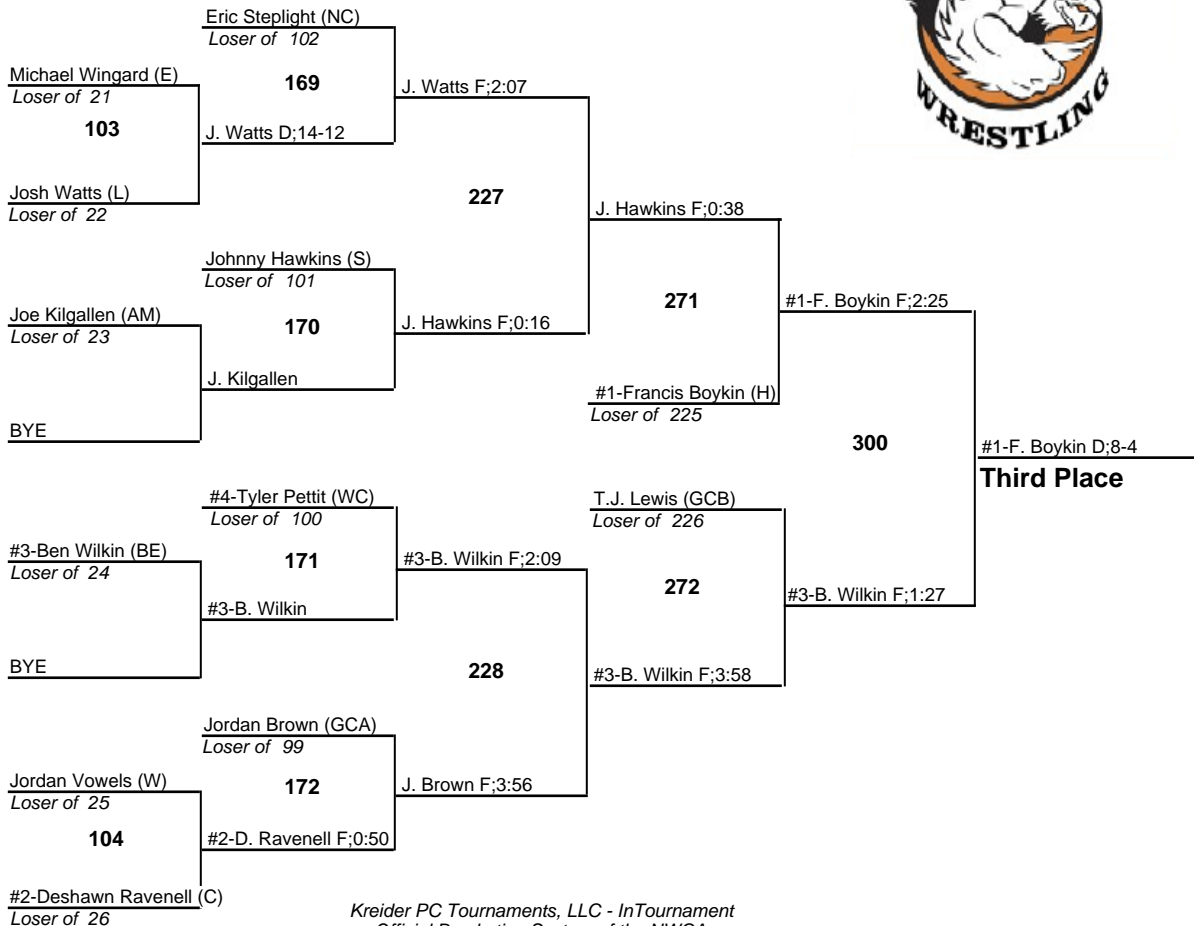 Eric Steplight (NC)
Loser of 102
Michael Wingard (E)
Loser of 21
169
J. Watts F;2:07
103
J. Watts D;14-12
WRESTLING
Josh Watts (L)
Loser of 22
227
J. Hawkins F;0:38
Johnny Hawkins (S)
Loser of 101
Joe Kilgallen (AM)
Loser of 23
170
J. Hawkins F;0:16
271
#1-F. Boykin F;2:25
J. Kilgallen
#1-Francis Boykin (H)
Loser of 225
BYE
300
#1-F. Boykin D;8-4
Third Place
#4-Tyler Pettit (WC)
Loser of 100
T.J. Lewis (GCB)
Loser of 226
#3-Ben Wilkin (BE)
Loser of 24
171
#3-B. Wilkin F;2:09
272
#3-B. Wilkin F;1:27
#3-B. Wilkin
BYE
228
#3-B. Wilkin F;3:58
Jordan Brown (GCA)
Loser of 99
Jordan Vowels (W)
Loser of 25
172
J. Brown F;3:56
104
#2-D. Ravenell F;0:50
#2-Deshawn Ravenell (C)
Loser of 26
Kreider PC Tournaments, LLC - InTournament